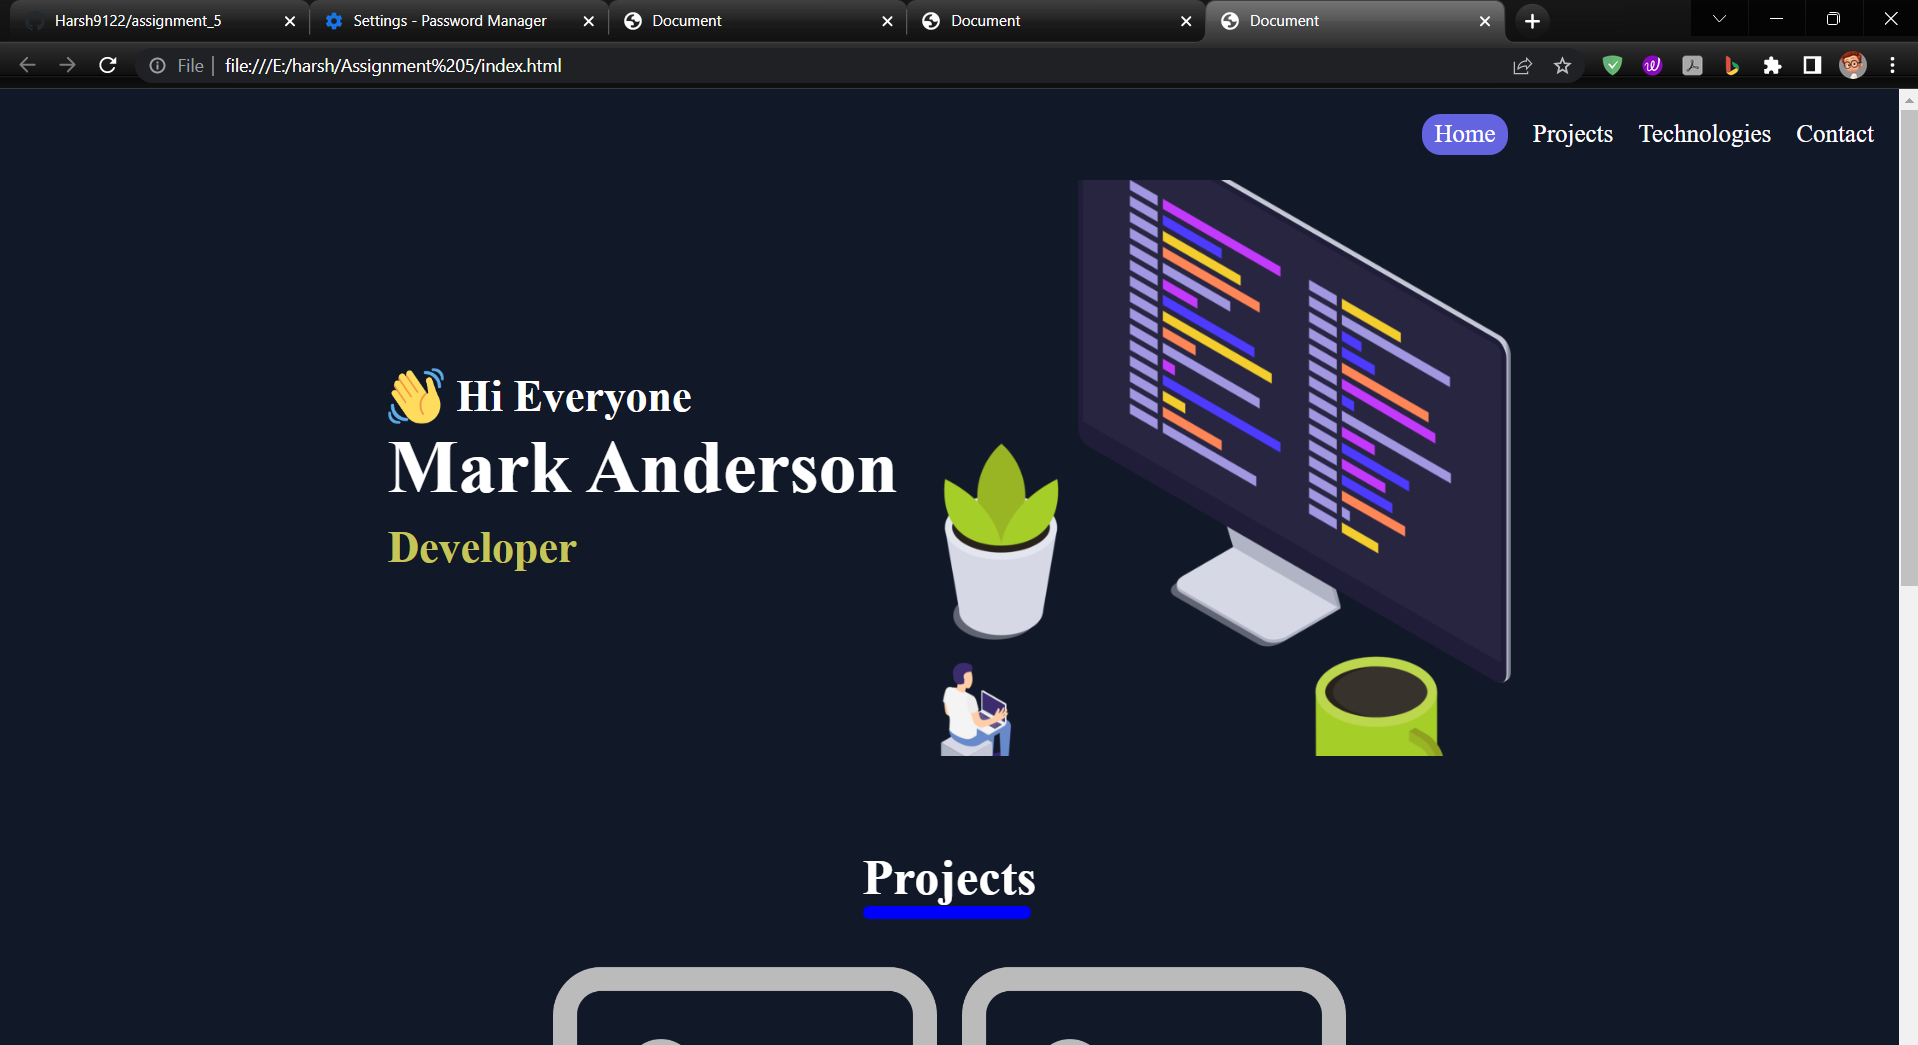 Harsh9122/assignment_5
Settings - Password Manager
Document
Document
Document
File
file:///E:/harsh/Assignment%205/index.html
Home Projects Technologies Contact
Hi Everyone
Mark Anderson
Developer
Projects